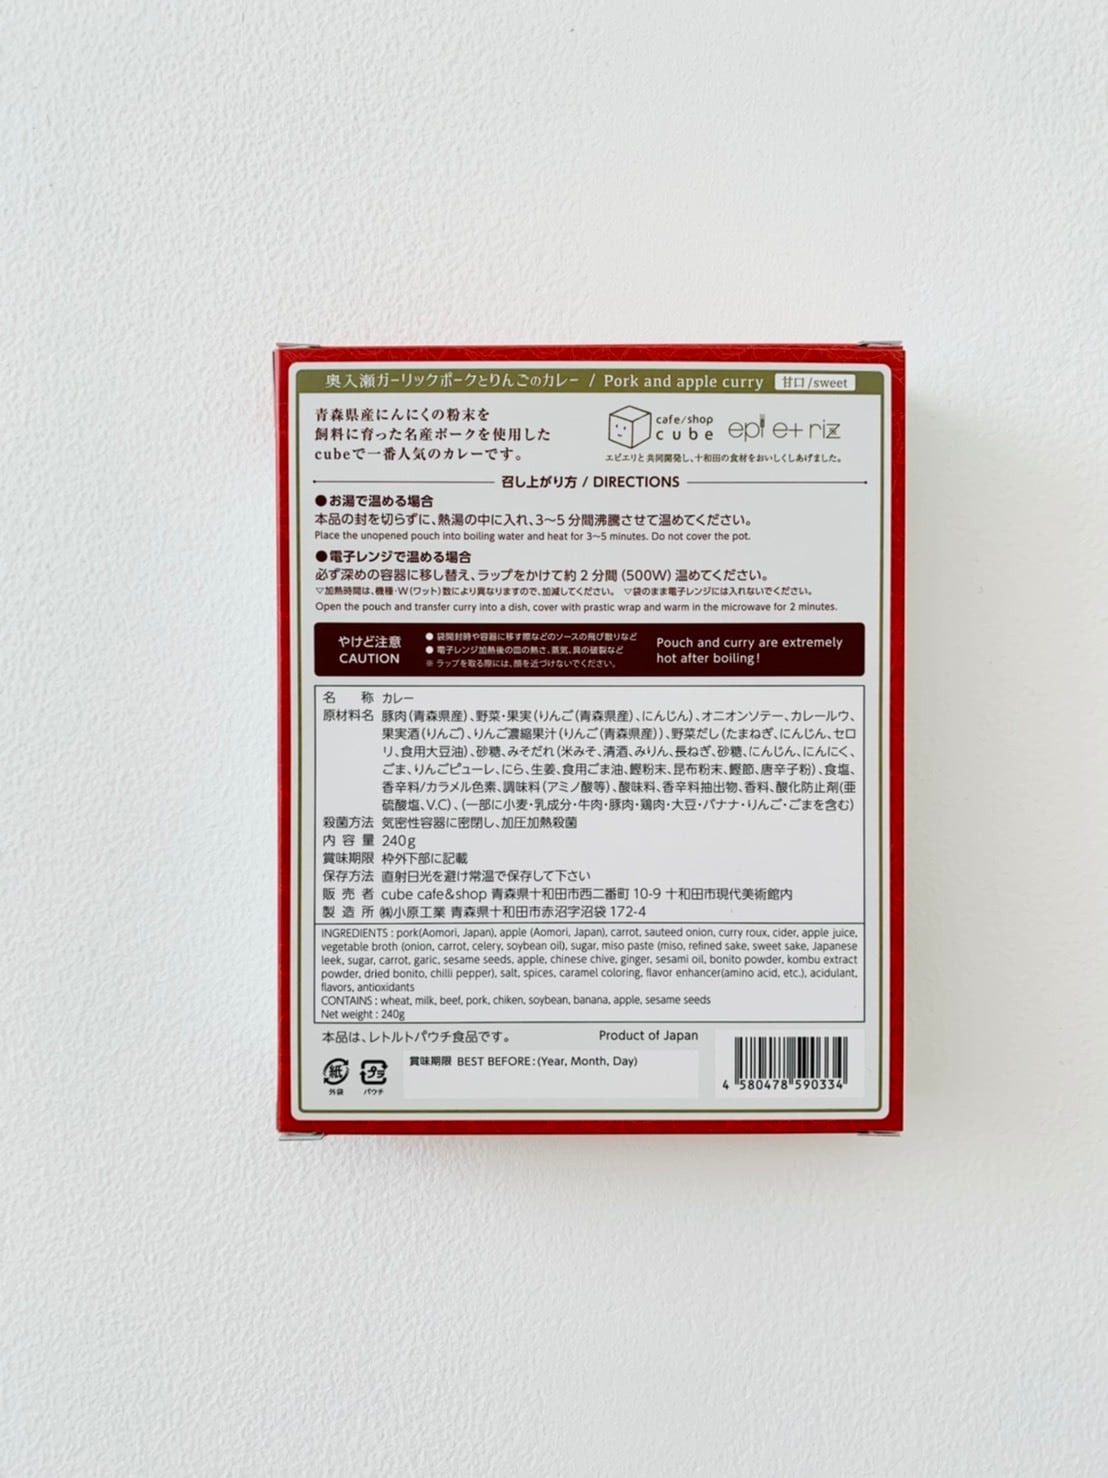 奥入瀬ガーリックポークとりんごのカレー / Pork and apple curry 甘口/sweet
青森県産にんにくの粉末を
飼料に育った名産ポークを使用した
cubeで一番人気のカレーです。
cafe/shop
cube
epi et riz
エピエリと共同開発し、十和田の食材をおいしくしあげました。
召し上がり方 / DIRECTIONS
●お湯で温める場合
本品の封を切らずに、熱湯の中に入れ、3〜5分間沸騰させて温めてください。
Place the unopened pouch into boiling water and heat for 3〜5 minutes. Do not cover the pot.
●電子レンジで温める場合
必ず深めの容器に移し替え、ラップをかけて約2分間(500W)温めてください。
▽加熱時間は、機種・W(ワット)数により異なりますので、加減してください。 ▽袋のまま電子レンジには入れないでください。
Open the pouch and transfer curry into a dish, cover with prastic wrap and warm in the microwave for 2 minutes.
やけど注意
CAUTION
●袋開封時や容器に移す際などのソースの飛び散りなど
●電子レンジ加熱後の皿の熱さ、蒸気、具の破裂など
※ラップを取る際には、顔を近づけないでください。
Pouch and curry are extremely
hot after boiling!
名称 カレー
原材料名 豚肉(青森県産)、野菜・果実(りんご(青森県産)、にんじん)、オニオンソテー、カレールウ、
果実酒(りんご)、りんご濃縮果汁(りんご(青森県産))、野菜だし(たまねぎ、にんじん、セロ
リ、食用大豆油)、砂糖、みそだれ(米みそ、清酒、みりん、長ねぎ、砂糖、にんじん、にんにく、
ごま、りんごピューレ、にら、生姜、食用ごま油、鰹粉末、昆布粉末、鰹節、唐辛子粉)、食塩、
香辛料/カラメル色素、調味料(アミノ酸等)、酸味料、香辛料抽出物、香料、酸化防止剤(亜
硫酸塩、V.C)、(一部に小麦・乳成分・牛肉・豚肉・鶏肉・大豆・バナナ・りんご・ごまを含む)
殺菌方法 気密性容器に密閉し、加圧加熱殺菌
内容量 240g
賞味期限 枠外下部に記載
保存方法 直射日光を避け常温で保存して下さい
販売者 cube cafe&shop 青森県十和田市西二番町10-9 十和田市現代美術館内
製造所 ㈱小原工業 青森県十和田市赤沼字沼袋172-4
INGREDIENTS : pork(Aomori, Japan), apple (Aomori, Japan), carrot, sauteed onion, curry roux, cider, apple juice,
vegetable broth (onion, carrot, celery, soybean oil), sugar, miso paste (miso, refined sake, sweet sake, Japanese
leek, sugar, carrot, garic, sesame seeds, apple, chinese chive, ginger, sesami oil, bonito powder, kombu extract
powder, dried bonito, chilli pepper), salt, spices, caramel coloring, flavor enhancer(amino acid, etc.), acidulant,
flavors, antioxidants
CONTAINS : wheat, milk, beef, pork, chiken, soybean, banana, apple, sesame seeds
Net weight : 240g
本品は、レトルトパウチ食品です。
Product of Japan
紙
外袋
プラ
パウチ
賞味期限 BEST BEFORE : (Year, Month, Day)
4 580478 590334